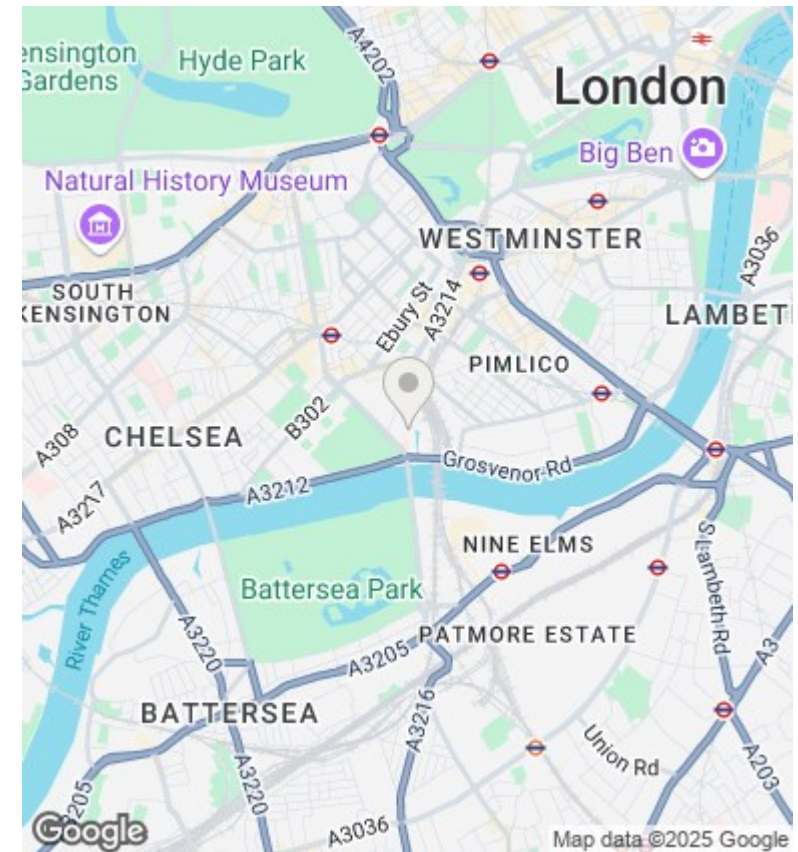 ensington
Gardens
Hyde Park
A4202
London
Big Ben
Natural History Museum
WESTMINSTER
A3036
SOUTH
KENSINGTON
Ebury St
A3214
LAMBET
PIMLICO
B302
A308
CHELSEA
A3217
Grosvenor Rd
A3212
NINE ELMS
S Lambeth Rd
River Thames
Battersea Park
A3220
PATMORE ESTATE
A3205
A3
BATTERSEA
A3216
Union Rd
A203
A3220
205
A3036
Google
Map data ©2025 Google